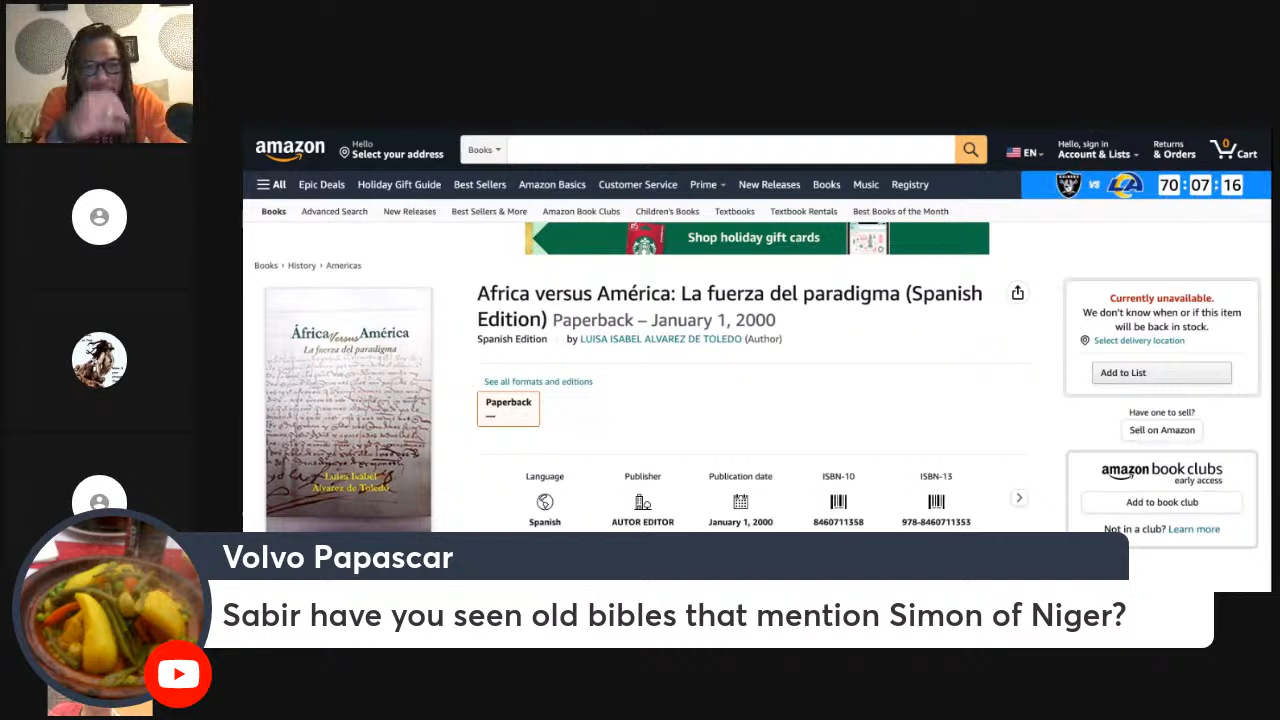 amazon
Hello
Select your address
Books
EN
Hello, sign in
Account & Lists
Returns
& Orders
0
Cart
All
Epic Deals
Holiday Gift Guide
Best Sellers
Amazon Basics
Customer Service
Prime
New Releases
Books
Music
Registry
VS
70:07:16
Books
Advanced Search
New Releases
Best Sellers & More
Amazon Book Clubs
Children's Books
Textbooks
Textbook Rentals
Best Books of the Month
Shop holiday gift cards
Books › History › Americas
África versus América
La fuerza del paradigma
Luisa Isabel
Alvarez de Toledo
Africa versus América: La fuerza del paradigma (Spanish
Edition) Paperback – January 1, 2000
Spanish Edition by LUISA ISABEL ALVAREZ DE TOLEDO (Author)
See all formats and editions
Paperback
—
Language
Spanish
Publisher
AUTOR EDITOR
Publication date
January 1, 2000
ISBN-10
8460711358
ISBN-13
978-8460711353
Currently unavailable.
We don't know when or if this item
will be back in stock.
Select delivery location
Add to List
Have one to sell?
Sell on Amazon
amazon book clubs
early access
Add to book club
Not in a club? Learn more
Volvo Papascar
Sabir have you seen old bibles that mention Simon of Niger?